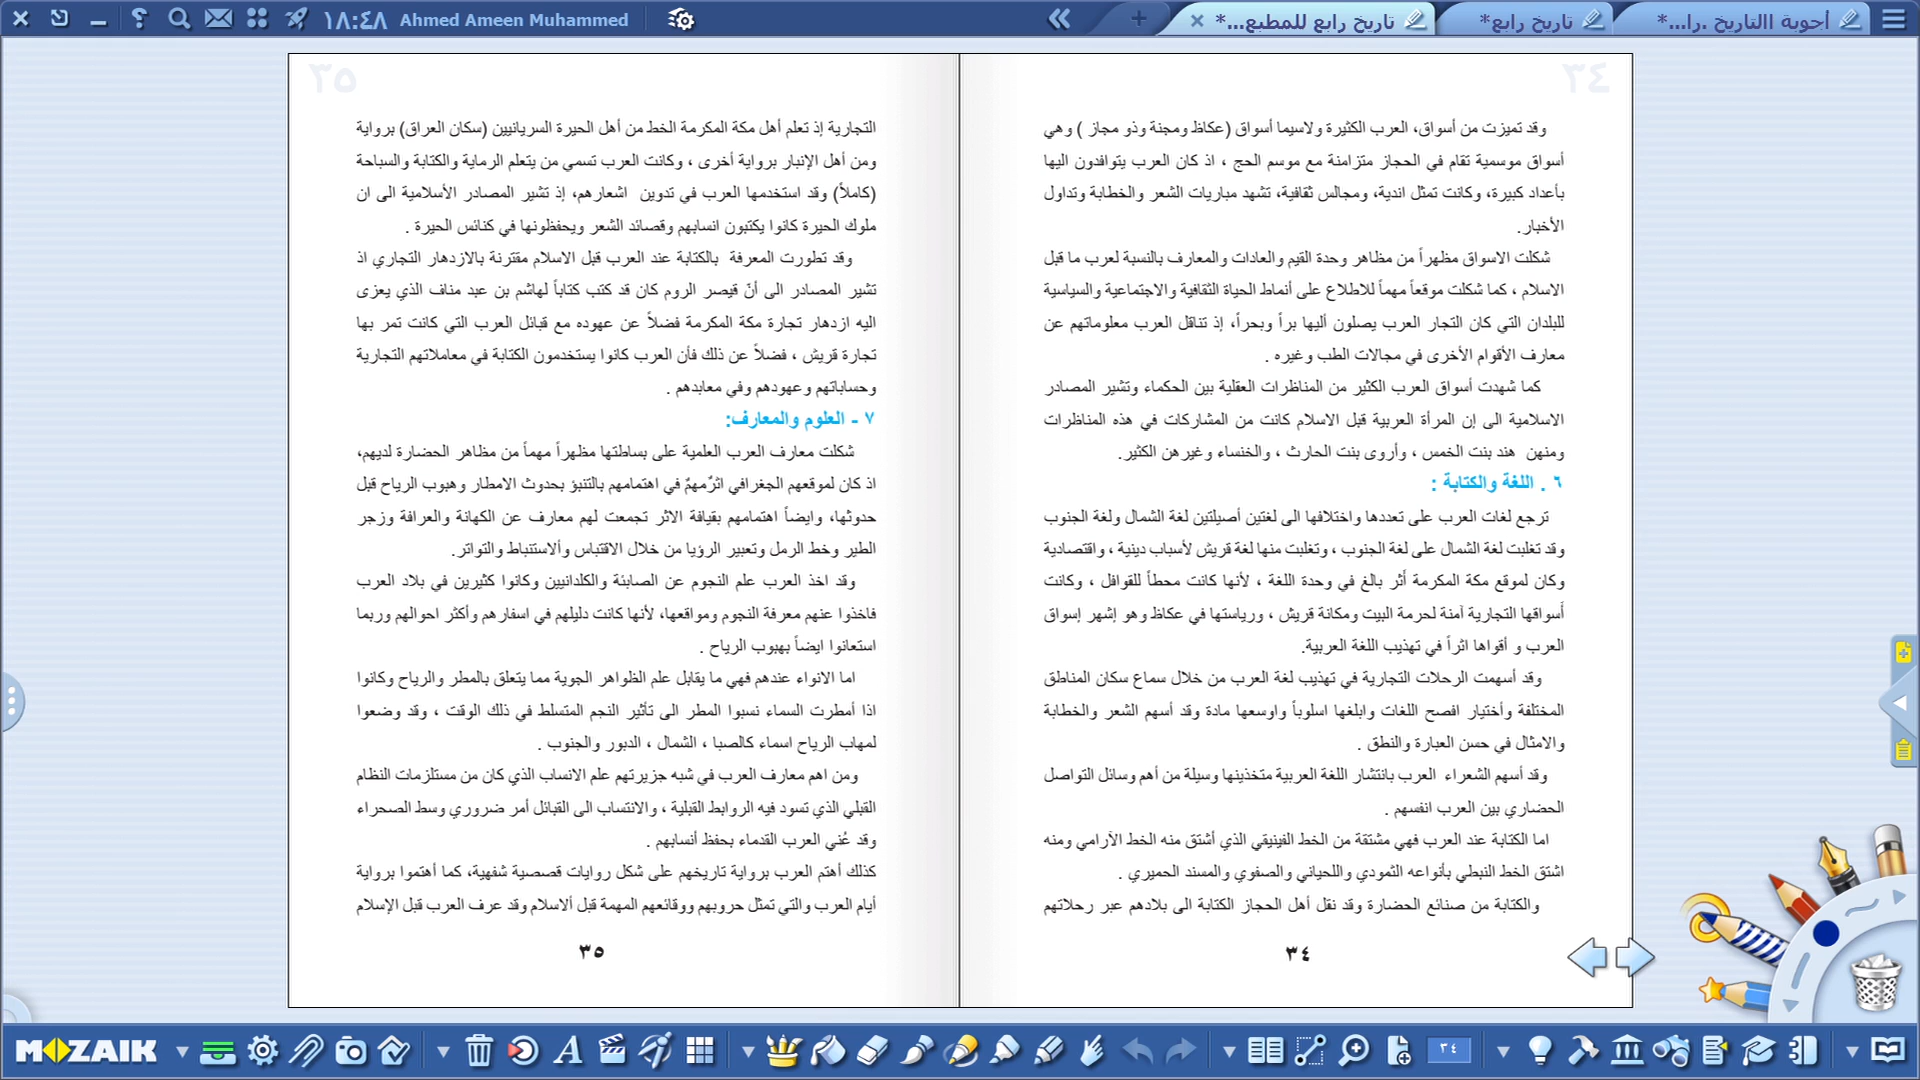 أجوبة االتاريخ .را...*
تاريخ رابع*
تاريخ رابع للمطبع...*
Ahmed Ameen Muhammed
١٨:٤٨
٣٤
وقد تميزت من أسواق، العرب الكثيرة ولاسيما أسواق (عكاظ ومجنة وذو مجاز ) وهي
أسواق موسمية تقام في الحجاز متزامنة مع موسم الحج ، اذ كان العرب يتوافدون اليها
بأعداد كبيرة، وكانت تمثل اندية، ومجالس ثقافية، تشهد مباريات الشعر والخطابة وتداول
الأخبار.
شكلت الاسواق مظهراً من مظاهر وحدة القيم والعادات والمعارف بالنسبة لعرب ما قبل
الاسلام ، كما شكلت موقعاً مهماً للاطلاع على أنماط الحياة الثقافية والاجتماعية والسياسية
للبلدان التي كان التجار العرب يصلون أليها براً وبحراً، إذ تناقل العرب معلوماتهم عن
معارف الأقوام الأخرى في مجالات الطب وغيره .
كما شهدت أسواق العرب الكثير من المناظرات العقلية بين الحكماء وتشير المصادر
الاسلامية الى إن المرأة العربية قبل الاسلام كانت من المشاركات في هذه المناظرات
ومنهن هند بنت الخمس ، وأروى بنت الحارث ، والخنساء وغيرهن الكثير.
٦ . اللغة والكتابة :
ترجع لغات العرب على تعددها واختلافها الى لغتين أصيلتين لغة الشمال ولغة الجنوب
وقد تغلبت لغة الشمال على لغة الجنوب ، وتغلبت منها لغة قريش لأسباب دينية ، واقتصادية
وكان لموقع مكة المكرمة أثر بالغ في وحدة اللغة ، لأنها كانت محطاً للقوافل ، وكانت
أسواقها التجارية آمنة لحرمة البيت ومكانة قريش ، ورياستها في عكاظ وهو إشهر إسواق
العرب و أقواها اثراً في تهذيب اللغة العربية.
وقد أسهمت الرحلات التجارية في تهذيب لغة العرب من خلال سماع سكان المناطق
المختلفة وأختيار افصح اللغات وابلغها اسلوباً واوسعها مادة وقد أسهم الشعر والخطابة
والامثال في حسن العبارة والنطق .
وقد أسهم الشعراء العرب بانتشار اللغة العربية متخذينها وسيلة من أهم وسائل التواصل
الحضاري بين العرب انفسهم .
اما الكتابة عند العرب فهي مشتقة من الخط الفينيقي الذي أشتق منه الخط الآرامي ومنه
اشتق الخط النبطي بأنواعه الثمودي واللحياني والصفوي والمسند الحميري .
والكتابة من صنائع الحضارة وقد نقل أهل الحجاز الكتابة الى بلادهم عبر رحلاتهم
٣٤
٣٥
التجارية إذ تعلم أهل مكة المكرمة الخط من أهل الحيرة السريانيين (سكان العراق) برواية
ومن أهل الإنبار برواية أخرى ، وكانت العرب تسمي من يتعلم الرماية والكتابة والسباحة
(كاملاً) وقد استخدمها العرب في تدوين اشعارهم، إذ تشير المصادر الأسلامية الى ان
ملوك الحيرة كانوا يكتبون انسابهم وقصائد الشعر ويحفظونها في كنائس الحيرة .
وقد تطورت المعرفة بالكتابة عند العرب قبل الاسلام مقترنة بالازدهار التجاري اذ
تشير المصادر الى أنّ قيصر الروم كان قد كتب كتاباً لهاشم بن عبد مناف الذي يعزى
اليه ازدهار تجارة مكة المكرمة فضلاً عن عهوده مع قبائل العرب التي كانت تمر بها
تجارة قريش ، فضلاً عن ذلك فأن العرب كانوا يستخدمون الكتابة في معاملاتهم التجارية
وحساباتهم وعهودهم وفي معابدهم .
٧ - العلوم والمعارف:
شكلت معارف العرب العلمية على بساطتها مظهراً مهماً من مظاهر الحضارة لديهم،
اذ كان لموقعهم الجغرافي اثرٌمهمٌ في اهتمامهم بالتنبؤ بحدوث الامطار وهبوب الرياح قبل
حدوثها، وايضاً اهتمامهم بقيافة الاثر تجمعت لهم معارف عن الكهانة والعرافة وزجر
الطير وخط الرمل وتعبير الرؤيا من خلال الاقتباس وألاستنباط والتواتر.
وقد اخذ العرب علم النجوم عن الصابئة والكلدانيين وكانوا كثيرين في بلاد العرب
فاخذوا عنهم معرفة النجوم ومواقعها، لأنها كانت دليلهم في اسفارهم وأكثر احوالهم وربما
استعانوا ايضاً بهبوب الرياح .
اما الانواء عندهم فهي ما يقابل علم الظواهر الجوية مما يتعلق بالمطر والرياح وكانوا
اذا أمطرت السماء نسبوا المطر الى تأثير النجم المتسلط في ذلك الوقت ، وقد وضعوا
لمهاب الرياح اسماء كالصبا ، الشمال ، الدبور والجنوب .
ومن اهم معارف العرب في شبه جزيرتهم علم الانساب الذي كان من مستلزمات النظام
القبلي الذي تسود فيه الروابط القبلية ، والانتساب الى القبائل أمر ضروري وسط الصحراء
وقد عُني العرب القدماء بحفظ أنسابهم .
كذلك أهتم العرب برواية تاريخهم على شكل روايات قصصية شفهية، كما أهتموا برواية
أيام العرب والتي تمثل حروبهم ووقائعهم المهمة قبل ألاسلام وقد عرف العرب قبل الإسلام
٣٥
MOZAIK
٣٤